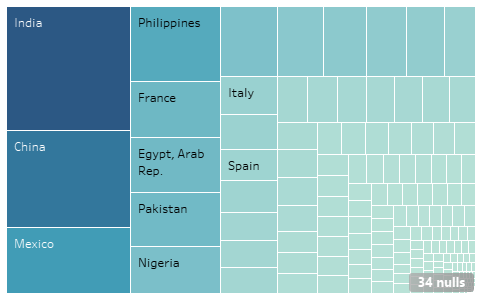 India
China
Mexico
Philippines
France
Egypt, Arab
Rep.
Pakistan
Nigeria
Italy
Spain
34 nulls